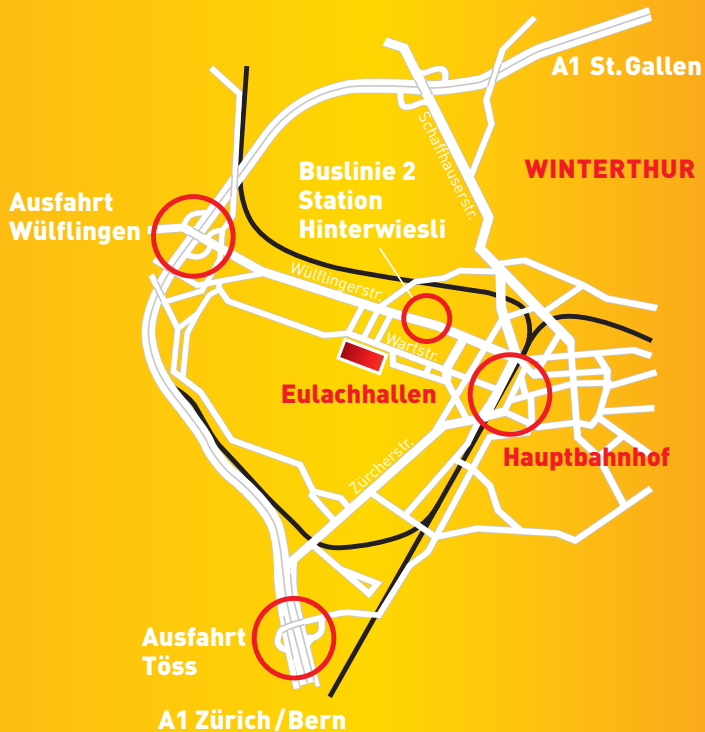 A1 St.Gallen
Schaffhauserstr.
WINTERTHUR
Buslinie 2
Station
Hinterwiesli
Ausfahrt
Wülflingen
Wülflingerstr.
Wartstr.
Eulachhallen
Zürcherstr.
Hauptbahnhof
Ausfahrt
Töss
A1 Zürich/Bern